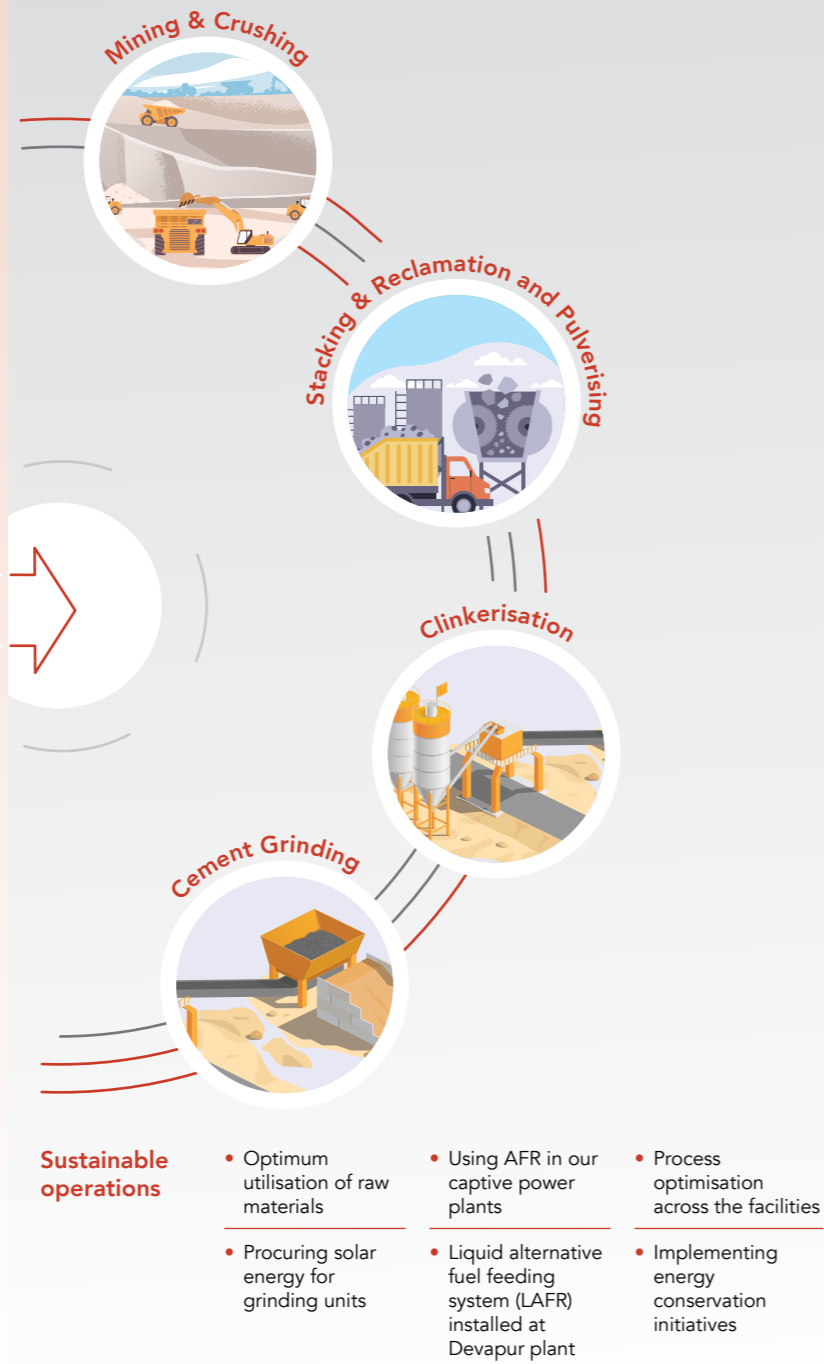 Mining & Crushing
Stacking & Reclamation and Pulverising
Clinkerisation
Cement Grinding
Sustainable
operations
• Optimum
utilisation of raw
materials
• Using AFR in our
captive power
plants
• Process
optimisation
across the facilities
• Procuring solar
energy for
grinding units
• Liquid alternative
fuel feeding
system (LAFR)
installed at
Devapur plant
• Implementing
energy
conservation
initiatives